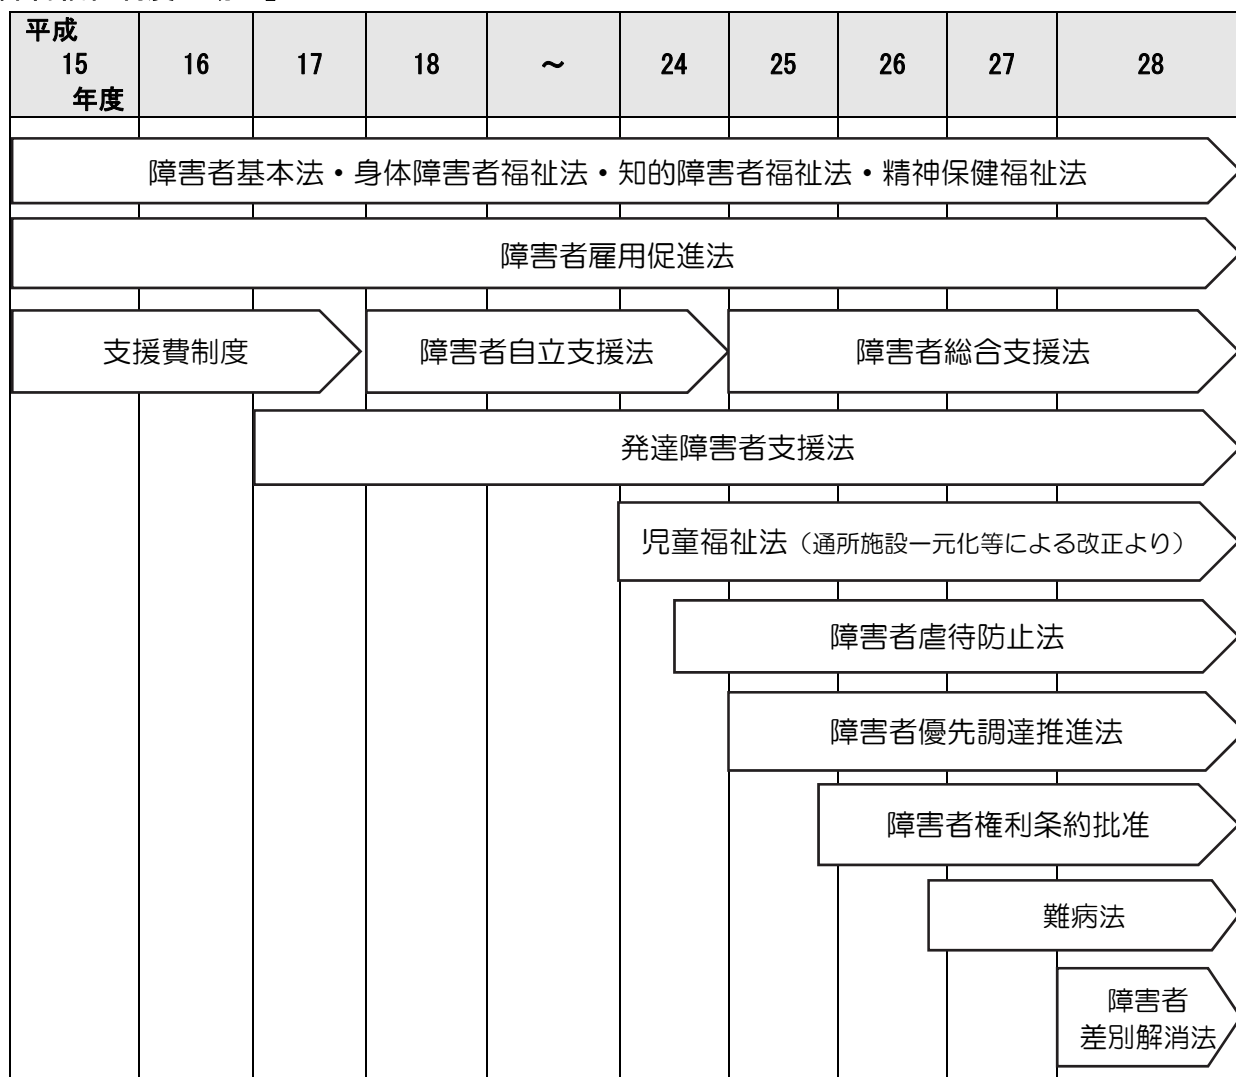 平成
15 16 17 18 ～ 24 25 26 27 28
年度
障害者基本法・身体障害者福祉法・知的障害者福祉法・精神保健福祉法
障害者雇用促進法
支援費制度 障害者自立支援法 障害者総合支援法
発達障害者支援法
児童福祉法（通所施設一元化等による改正より）
障害者虐待防止法
障害者優先調達推進法
障害者権利条約批准
難病法
障害者
差別解消法